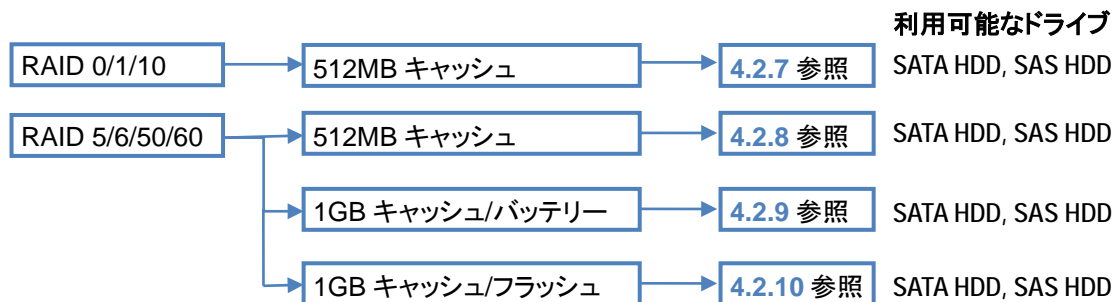 利用可能なドライブ
RAID 0/1/10 512MB キャッシュ 4.2.7 参照 SATA HDD, SAS HDD
RAID 5/6/50/60 512MB キャッシュ 4.2.8 参照 SATA HDD, SAS HDD
1GB キャッシュ/バッテリー 4.2.9 参照 SATA HDD, SAS HDD
1GB キャッシュ/フラッシュ 4.2.10 参照 SATA HDD, SAS HDD